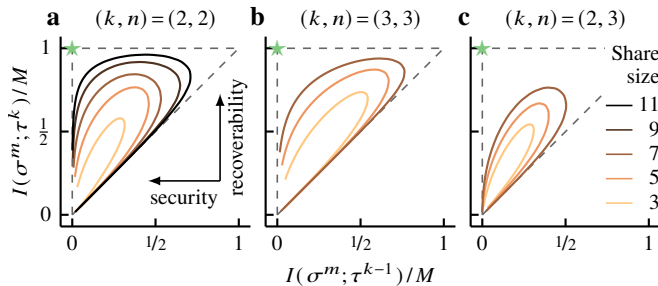 a (k, n) = (2, 2) b (k, n) = (3, 3) c (k, n) = (2, 3)
I(σ^m; τ^k)/M
1
1/2
0
recoverability
security
0 1/2 1
0 1/2 1
0 1/2 1
Share
size
11
9
7
5
3
I(σ^m; τ^{k−1})/M